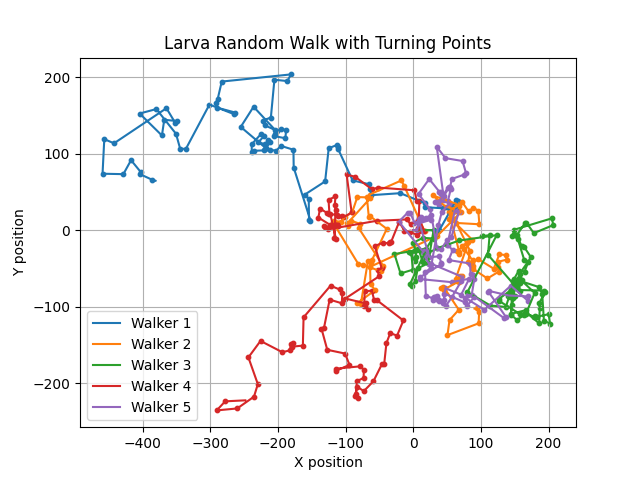 Larva Random Walk with Turning Points
Y position
200
100
0
−100
−200
Walker 1
Walker 2
Walker 3
Walker 4
Walker 5
−400
−300
−200
−100
0
100
200
X position